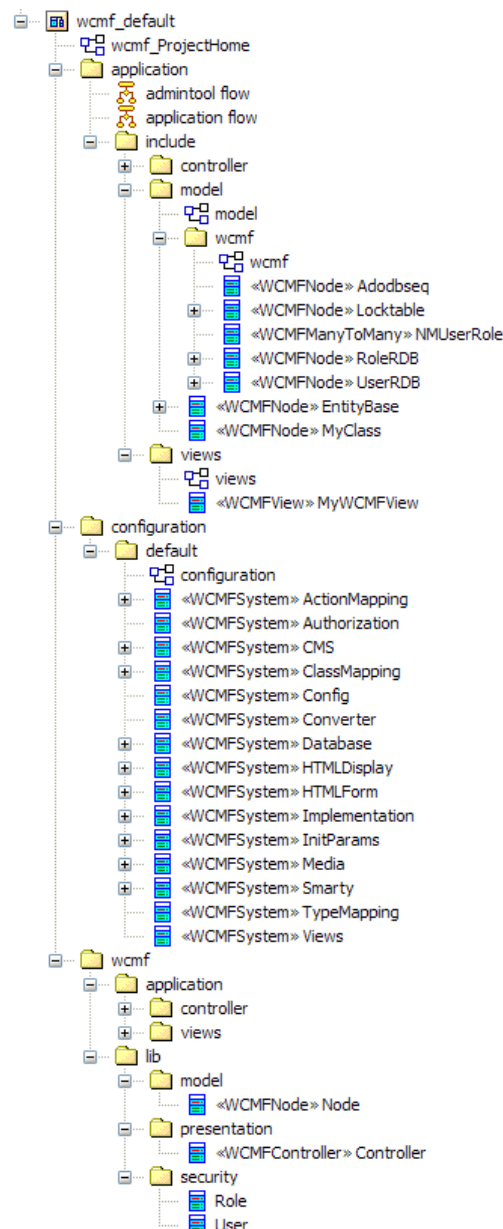 wcmf_default
wcmf_ProjectHome
application
admintool flow
application flow
include
controller
model
model
wcmf
wcmf
«WCMFNode» Adodbseq
«WCMFNode» Locktable
«WCMFManyToMany» NMUserRole
«WCMFNode» RoleRDB
«WCMFNode» UserRDB
«WCMFNode» EntityBase
«WCMFNode» MyClass
views
views
«WCMFView» MyWCMFView
configuration
default
configuration
«WCMFSystem» ActionMapping
«WCMFSystem» Authorization
«WCMFSystem» CMS
«WCMFSystem» ClassMapping
«WCMFSystem» Config
«WCMFSystem» Converter
«WCMFSystem» Database
«WCMFSystem» HTMLDisplay
«WCMFSystem» HTMLForm
«WCMFSystem» Implementation
«WCMFSystem» InitParams
«WCMFSystem» Media
«WCMFSystem» Smarty
«WCMFSystem» TypeMapping
«WCMFSystem» Views
wcmf
application
controller
views
lib
model
«WCMFNode» Node
presentation
«WCMFController» Controller
security
Role
User